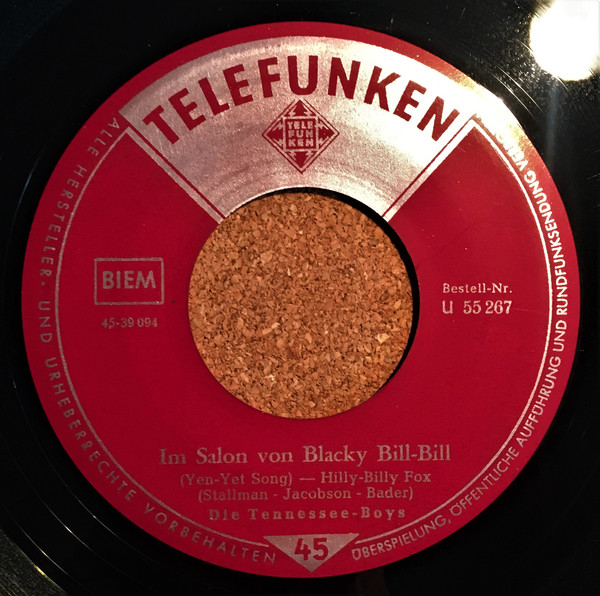 TELEFUNKEN
TELE
FUN
KEN
BIEM
45-39 094
Bestell-Nr.
U 55 267
Im Salon von Blacky Bill-Bill
(Yen-Yet Song) — Hilly-Billy Fox
(Stallman - Jacobson - Bader)
Die Tennessee-Boys
45
ALLE HERSTELLER- UND URHEBERRECHTE VORBEHALTEN
ÜBERSPIELUNG, ÖFFENTLICHE AUFFÜHRUNG UND RUNDFUNKSENDUNG